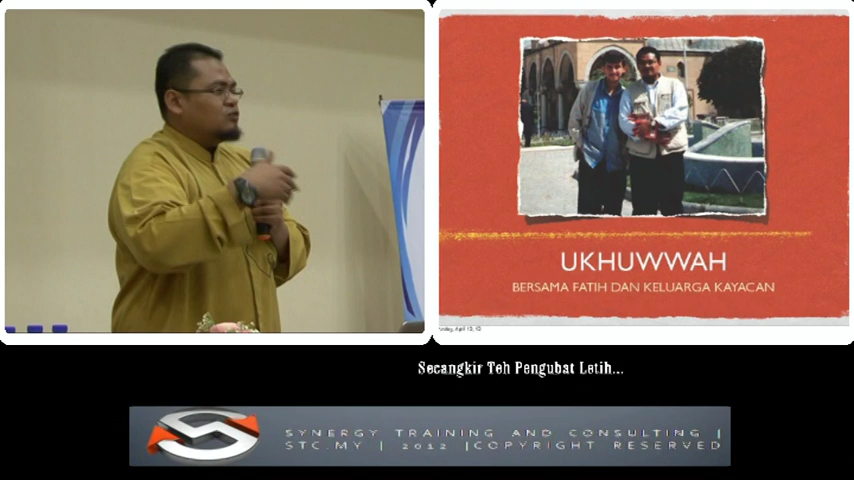 UKHUWWAH
BERSAMA FATIH DAN KELUARGA KAYACAN
Secangkir Teh Pengubat Letih...
SYNERGY TRAINING AND CONSULTING |
STC.MY | 2012 |COPYRIGHT RESERVED